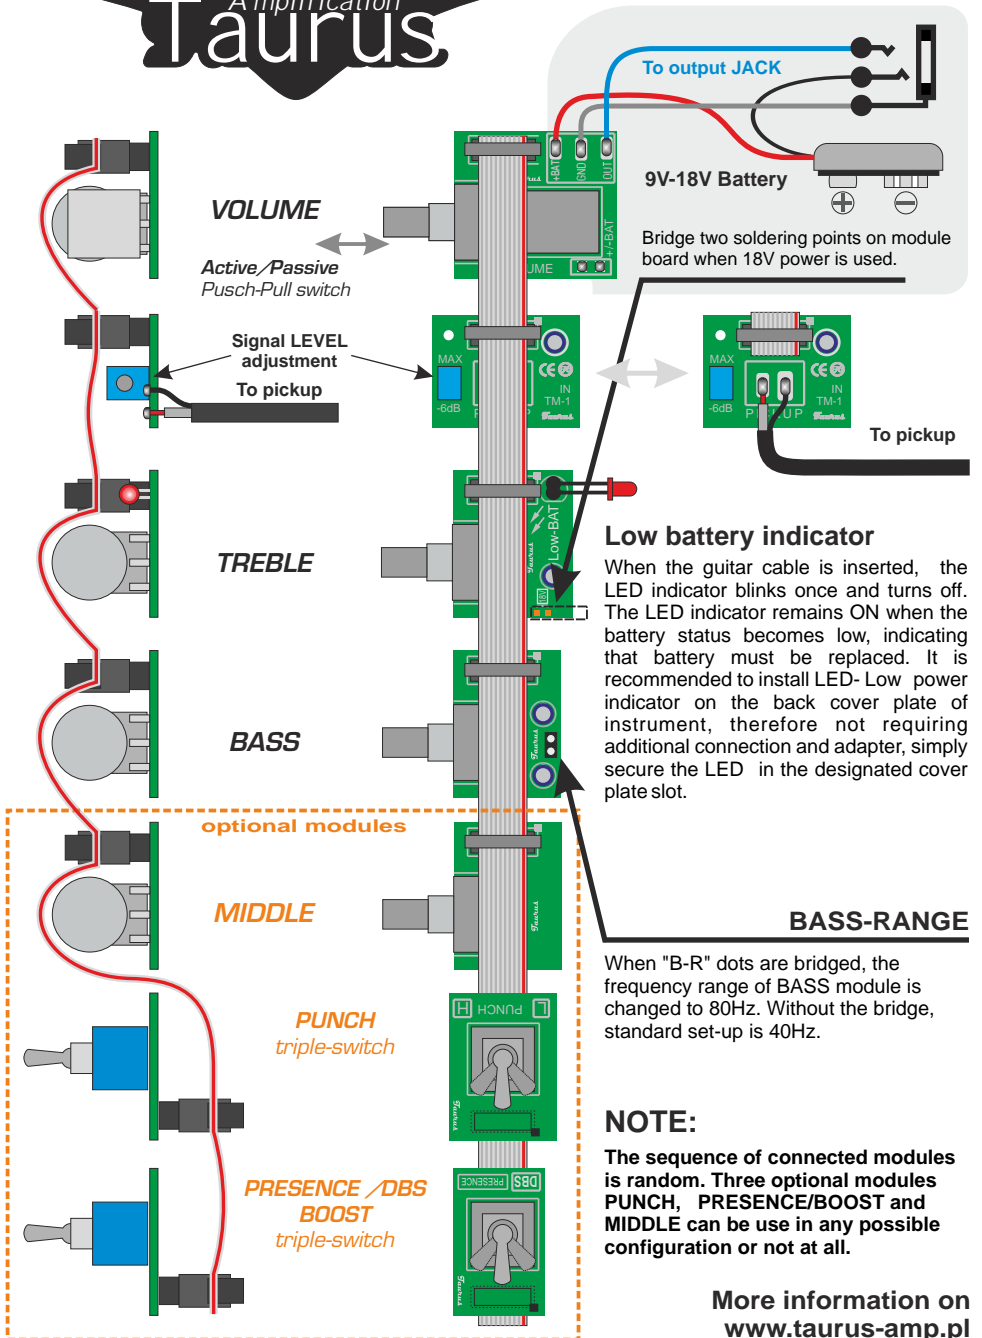 Amplification
Taurus
To output JACK
+BAT
GND
OUT
9V-18V Battery
VOLUME
+/-BAT
Bridge two soldering points on module
board when 18V power is used.
Active/Passive
Pusch-Pull switch
UME
Signal LEVEL
adjustment
To pickup
MAX
-6dB
IN
TM-1
Taurus
P
P
MAX
-6dB
IN
TM-1
Taurus
P
U P
To pickup
TREBLE
Low-BAT
Taurus
18V
Low battery indicator
When the guitar cable is inserted, the
LED indicator blinks once and turns off.
The LED indicator remains ON when the
battery status becomes low, indicating
that battery must be replaced. It is
recommended to install LED- Low power
indicator on the back cover plate of
instrument, therefore not requiring
additional connection and adapter, simply
secure the LED in the designated cover
plate slot.
BASS
Taurus
optional modules
MIDDLE
Taurus
BASS-RANGE
When "B-R" dots are bridged, the
frequency range of BASS module is
changed to 80Hz. Without the bridge,
standard set-up is 40Hz.
PUNCH
triple-switch
H PUNCH L
Taurus
NOTE:
The sequence of connected modules
is random. Three optional modules
PUNCH, PRESENCE/BOOST and
MIDDLE can be use in any possible
configuration or not at all.
PRESENCE /DBS
BOOST
triple-switch
PRESENCE DBS
Taurus
More information on
www.taurus-amp.pl